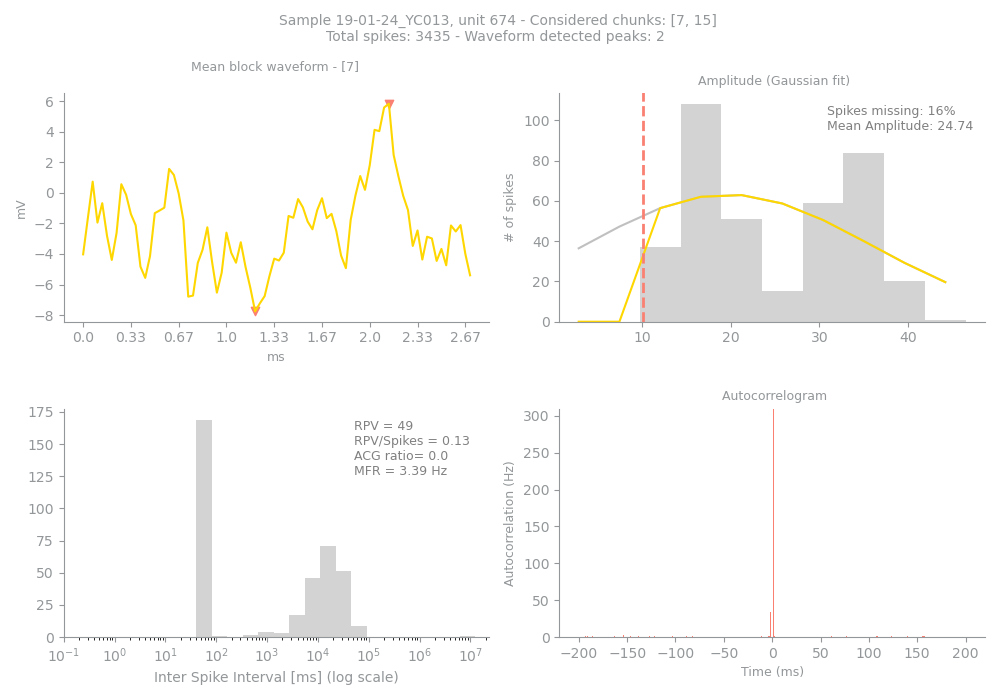 Sample 19-01-24_YC013, unit 674 - Considered chunks: [7, 15]
Total spikes: 3435 - Waveform detected peaks: 2
Mean block waveform - [7]
6
4
2
0
−2
−4
−6
−8
mV
0.0 0.33 0.67 1.0 1.33 1.67 2.0 2.33 2.67
ms
Amplitude (Gaussian fit)
Spikes missing: 16%
Mean Amplitude: 24.74
100
80
60
40
20
0
# of spikes
10 20 30 40
175
150
125
100
75
50
25
0
RPV = 49
RPV/Spikes = 0.13
ACG ratio= 0.0
MFR = 3.39 Hz
10⁻¹ 10⁰ 10¹ 10² 10³ 10⁴ 10⁵ 10⁶ 10⁷
Inter Spike Interval [ms] (log scale)
Autocorrelogram
300
250
200
150
100
50
0
Autocorrelation (Hz)
−200 −150 −100 −50 0 50 100 150 200
Time (ms)